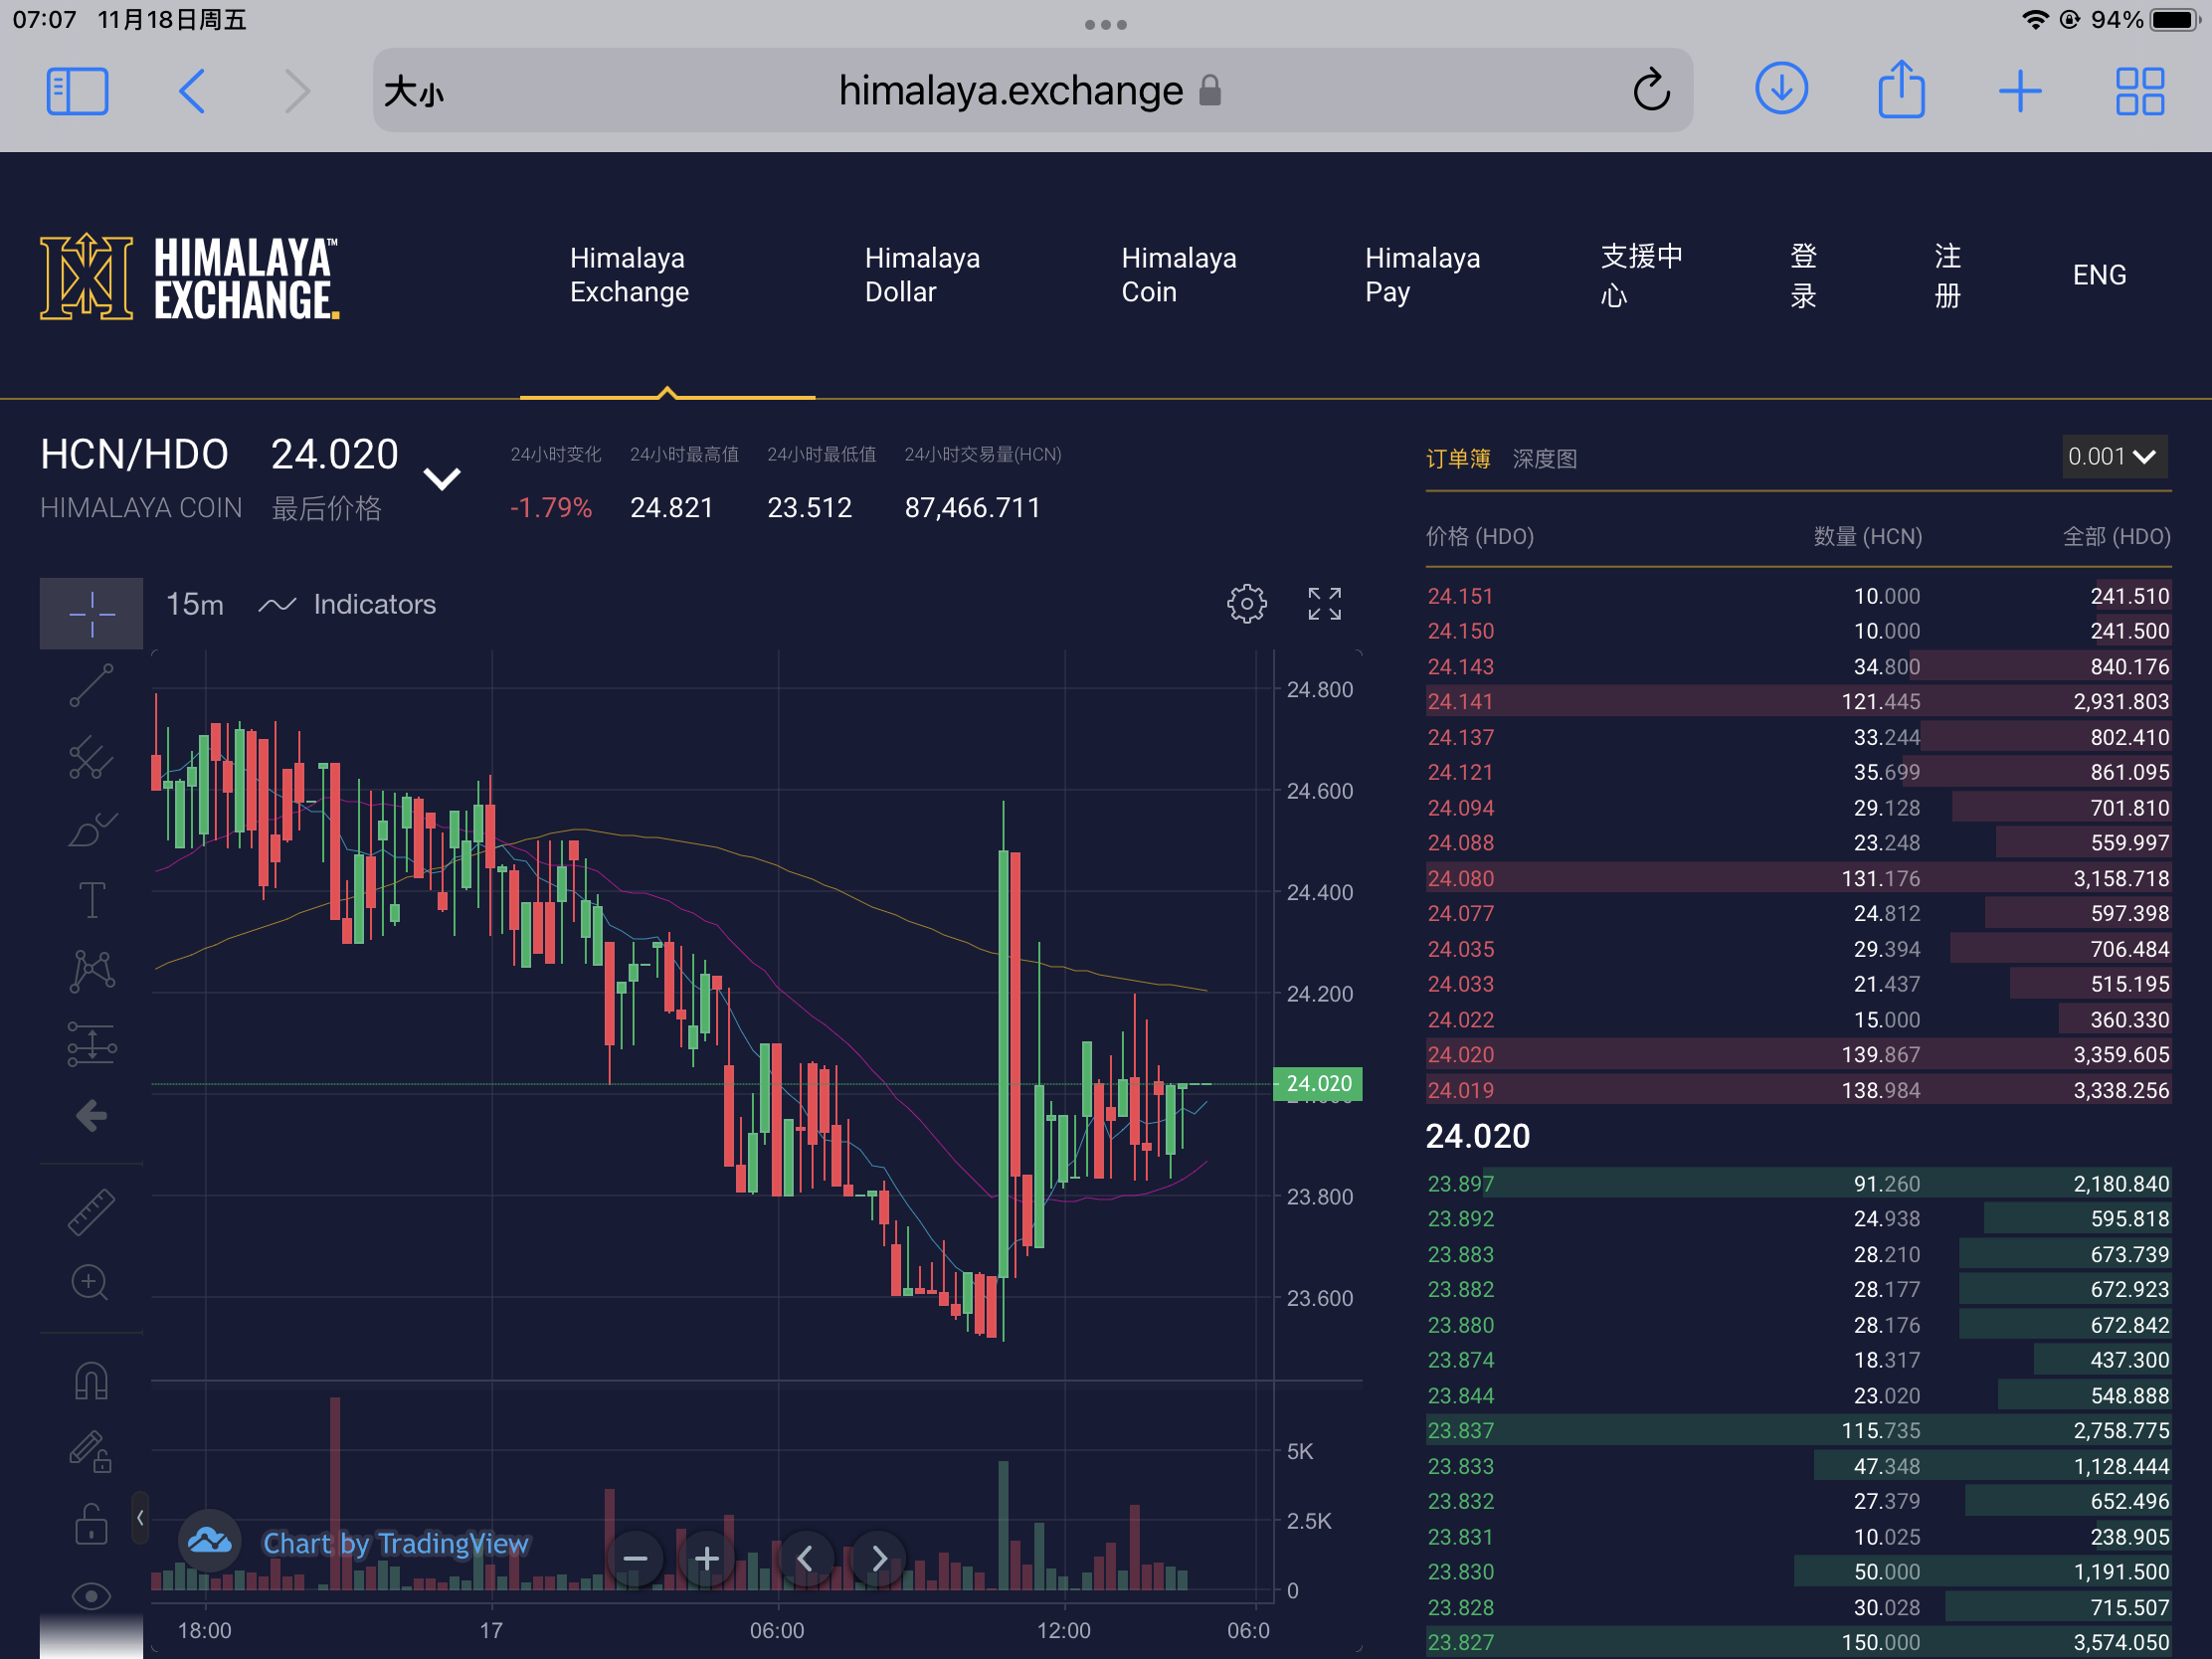 07:07 11月18日周五
94%
大小
himalaya.exchange
HIMALAYA™
EXCHANGE.
Himalaya
Exchange
Himalaya
Dollar
Himalaya
Coin
Himalaya
Pay
支援中
心
登
录
注
册
ENG
HCN/HDO 24.020
HIMALAYA COIN 最后价格
24小时变化 24小时最高值 24小时最低值 24小时交易量(HCN)
-1.79% 24.821 23.512 87,466.711
15m Indicators
24.800
24.600
24.400
24.200
24.020
23.800
23.600
5K
2.5K
0
Chart by TradingView
18:00 17 06:00 12:00 06:0
订单簿 深度图 0.001
价格 (HDO) 数量 (HCN) 全部 (HDO)
24.151 10.000 241.510
24.150 10.000 241.500
24.143 34.800 840.176
24.141 121.445 2,931.803
24.137 33.244 802.410
24.121 35.699 861.095
24.094 29.128 701.810
24.088 23.248 559.997
24.080 131.176 3,158.718
24.077 24.812 597.398
24.035 29.394 706.484
24.033 21.437 515.195
24.022 15.000 360.330
24.020 139.867 3,359.605
24.019 138.984 3,338.256
24.020
23.897 91.260 2,180.840
23.892 24.938 595.818
23.883 28.210 673.739
23.882 28.177 672.923
23.880 28.176 672.842
23.874 18.317 437.300
23.844 23.020 548.888
23.837 115.735 2,758.775
23.833 47.348 1,128.444
23.832 27.379 652.496
23.831 10.025 238.905
23.830 50.000 1,191.500
23.828 30.028 715.507
23.827 150.000 3,574.050